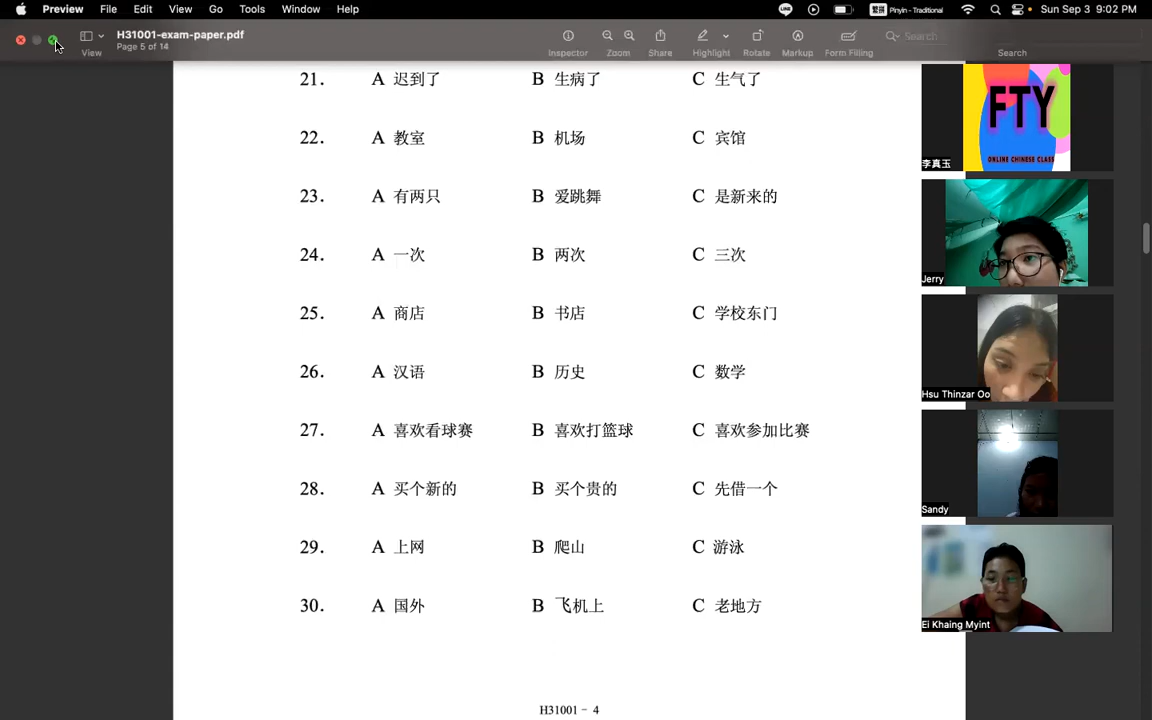 Preview File Edit View Go Tools Window Help Pinyin - Traditional Sun Sep 3 9:02 PM
H31001-exam-paper.pdf
Page 5 of 14
View Inspector Zoom Share Highlight Rotate Markup Form Filling Search
Search
21. A 迟到了 B 生病了 C 生气了
22. A 教室 B 机场 C 宾馆
23. A 有两只 B 爱跳舞 C 是新来的
24. A 一次 B 两次 C 三次
25. A 商店 B 书店 C 学校东门
26. A 汉语 B 历史 C 数学
27. A 喜欢看球赛 B 喜欢打篮球 C 喜欢参加比赛
28. A 买个新的 B 买个贵的 C 先借一个
29. A 上网 B 爬山 C 游泳
30. A 国外 B 飞机上 C 老地方
H31001 - 4
FTY
ONLINE CHINESE CLASS
李真玉
Jerry
Hsu Thinzar Oo
Sandy
Ei Khaing Myint